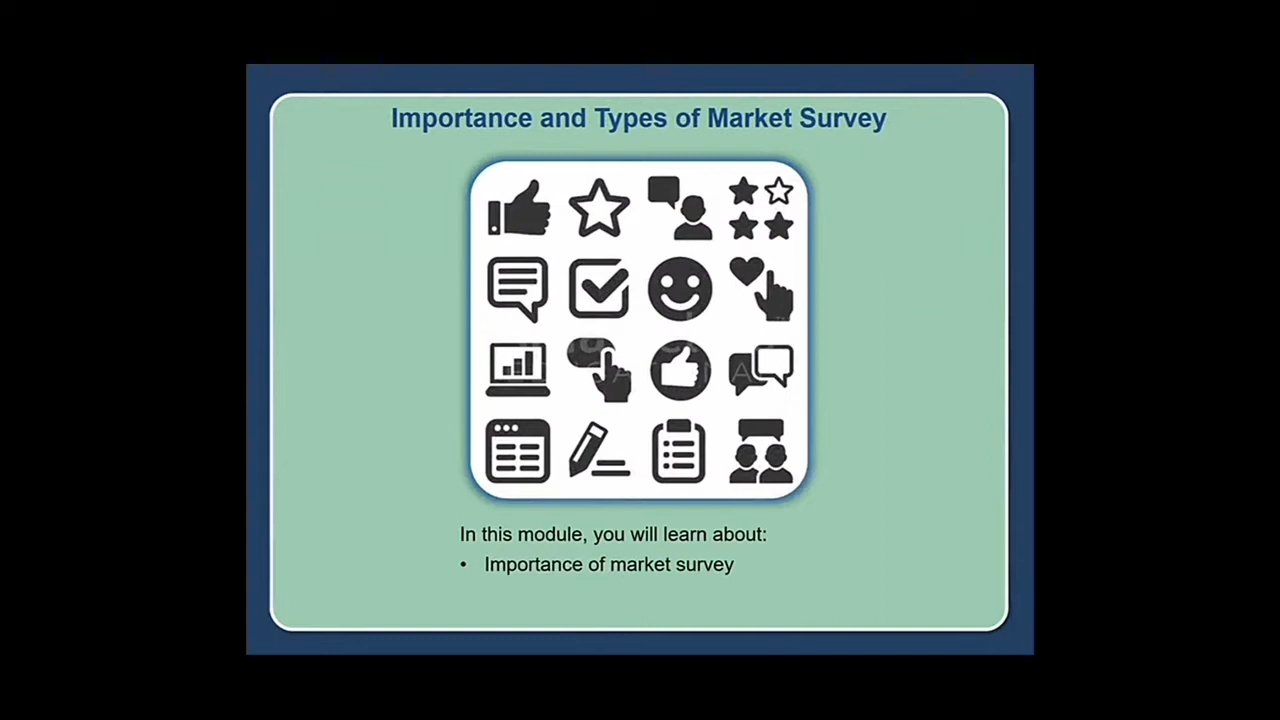 Importance and Types of Market Survey
In this module, you will learn about:
• Importance of market survey